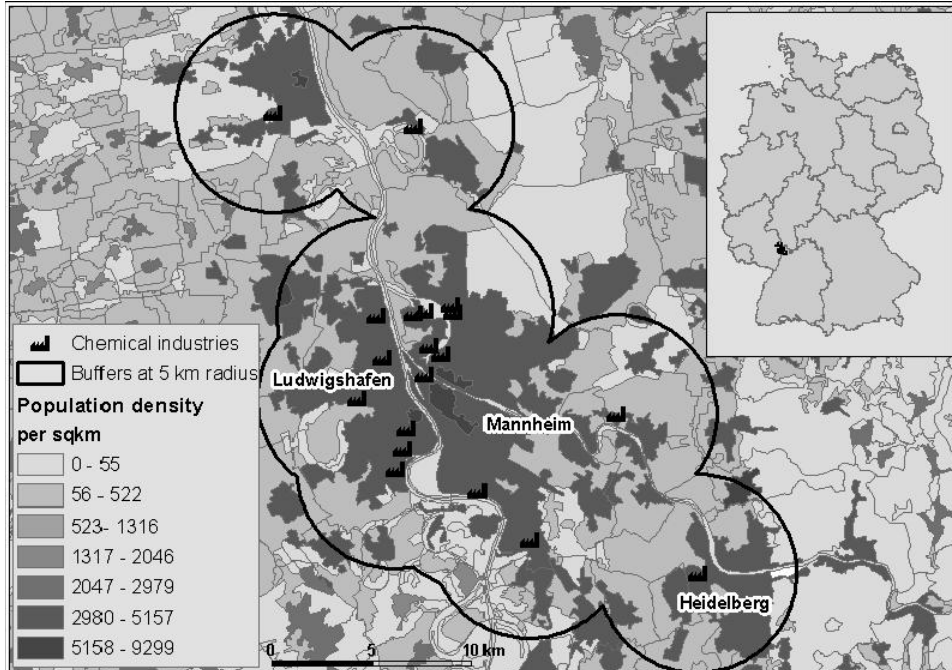 Chemical industries
Buffers at 5 km radius
Population density
per sqkm
0 - 55
56 - 522
523- 1316
1317 - 2046
2047 - 2979
2980 - 5157
5158 - 9299
Ludwigshafen
Mannheim
Heidelberg
0 5 10 km